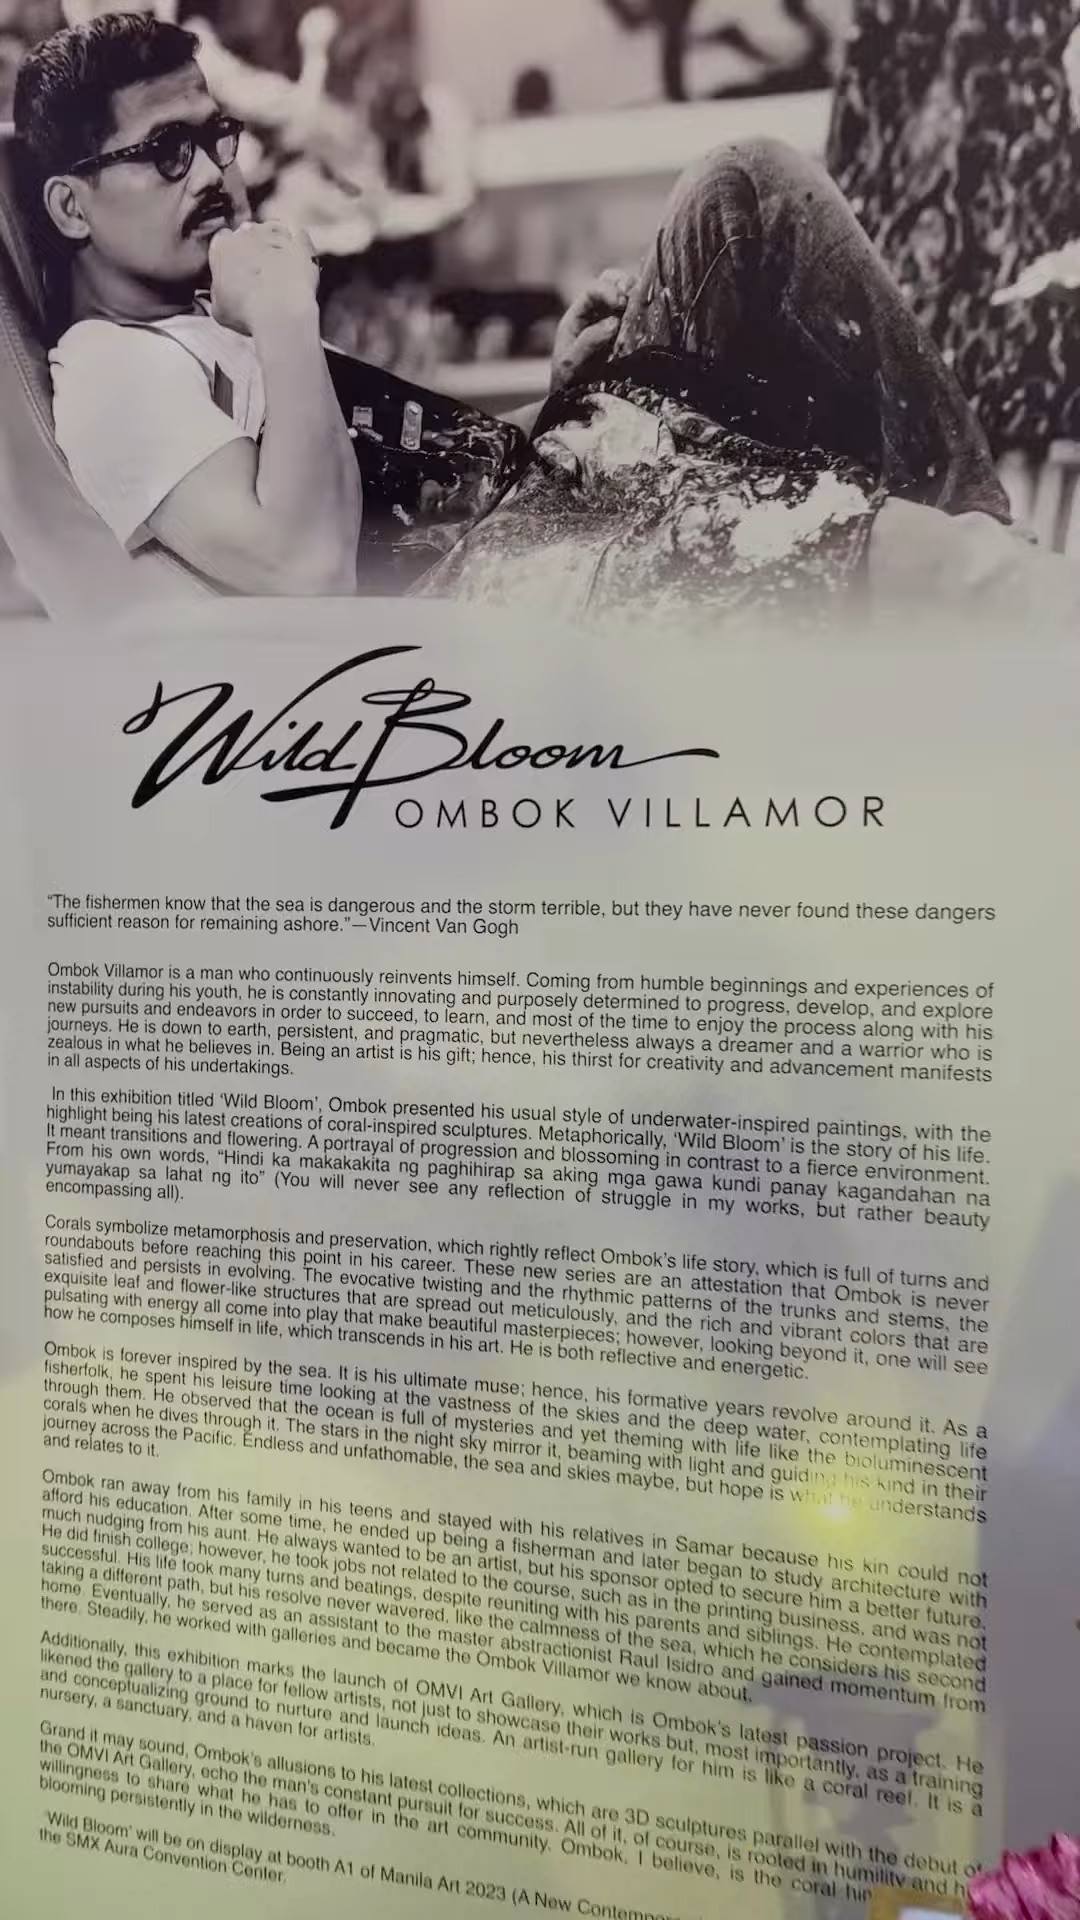 Wild Bloom
OMBOK VILLAMOR
“The fishermen know that the sea is dangerous and the storm terrible, but they have never found these dangers
sufficient reason for remaining ashore.”—Vincent Van Gogh
Ombok Villamor is a man who continuously reinvents himself. Coming from humble beginnings and experiences of
instability during his youth, he is constantly innovating and purposely determined to progress, develop, and explore
new pursuits and endeavors in order to succeed, to learn, and most of the time to enjoy the process along with his
journeys. He is down to earth, persistent, and pragmatic, but nevertheless always a dreamer and a warrior who is
zealous in what he believes in. Being an artist is his gift; hence, his thirst for creativity and advancement manifests
in all aspects of his undertakings.
In this exhibition titled ‘Wild Bloom’, Ombok presented his usual style of underwater-inspired paintings, with the
highlight being his latest creations of coral-inspired sculptures. Metaphorically, ‘Wild Bloom’ is the story of his life.
It meant transitions and flowering. A portrayal of progression and blossoming in contrast to a fierce environment.
From his own words, “Hindi ka makakakita ng paghihirap sa aking mga gawa kundi panay kagandahan na
yumayakap sa lahat ng ito” (You will never see any reflection of struggle in my works, but rather beauty
encompassing all).
Corals symbolize metamorphosis and preservation, which rightly reflect Ombok’s life story, which is full of turns and
roundabouts before reaching this point in his career. These new series are an attestation that Ombok is never
satisfied and persists in evolving. The evocative twisting and the rhythmic patterns of the trunks and stems, the
exquisite leaf and flower-like structures that are spread out meticulously, and the rich and vibrant colors that are
pulsating with energy all come into play that make beautiful masterpieces; however, looking beyond it, one will see
how he composes himself in life, which transcends in his art. He is both reflective and energetic.
Ombok is forever inspired by the sea. It is his ultimate muse; hence, his formative years revolve around it. As a
fisherfolk, he spent his leisure time looking at the vastness of the skies and the deep water, contemplating life
through them. He observed that the ocean is full of mysteries and yet theming with life like the bioluminescent
corals when he dives through it. The stars in the night sky mirror it, beaming with light and guiding his kind in their
journey across the Pacific. Endless and unfathomable, the sea and skies maybe, but hope is what he understands
and relates to it.
Ombok ran away from his family in his teens and stayed with his relatives in Samar because his kin could not
afford his education. After some time, he ended up being a fisherman and later began to study architecture with
much nudging from his aunt. He always wanted to be an artist, but his sponsor opted to secure him a better future.
He did finish college; however, he took jobs not related to the course, such as in the printing business, and was not
successful. His life took many turns and beatings, despite reuniting with his parents and siblings. He contemplated
taking a different path, but his resolve never wavered, like the calmness of the sea, which he considers his second
home. Eventually, he served as an assistant to the master abstractionist Raul Isidro and gained momentum from
there. Steadily, he worked with galleries and became the Ombok Villamor we know about.
Additionally, this exhibition marks the launch of OMVI Art Gallery, which is Ombok’s latest passion project. He
likened the gallery to a place for fellow artists, not just to showcase their works but, most importantly, as a training
and conceptualizing ground to nurture and launch ideas. An artist-run gallery for him is like a coral reef. It is a
nursery, a sanctuary, and a haven for artists.
Grand it may sound, Ombok’s allusions to his latest collections, which are 3D sculptures parallel with the debut of
the OMVI Art Gallery, echo the man’s constant pursuit for success. All of it, of course, is rooted in humility and
willingness to share what he has to offer in the art community. Ombok, I believe, is the coral
blooming persistently in the wilderness.
‘Wild Bloom’ will be on display at booth A1 of Manila Art 2023 (A New
the SMX Aura Convention Center.